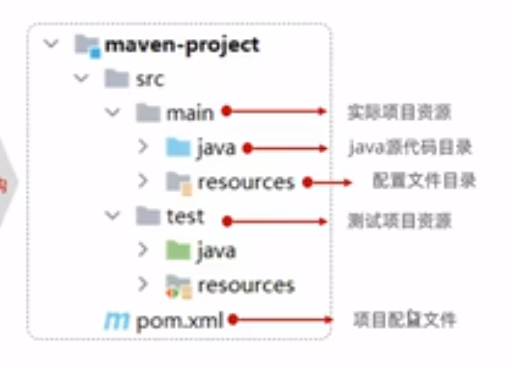 maven-project
src
main 实际项目资源
java java源代码目录
resources 配置文件目录
test 测试项目资源
java
resources
pom.xml 项目配置文件